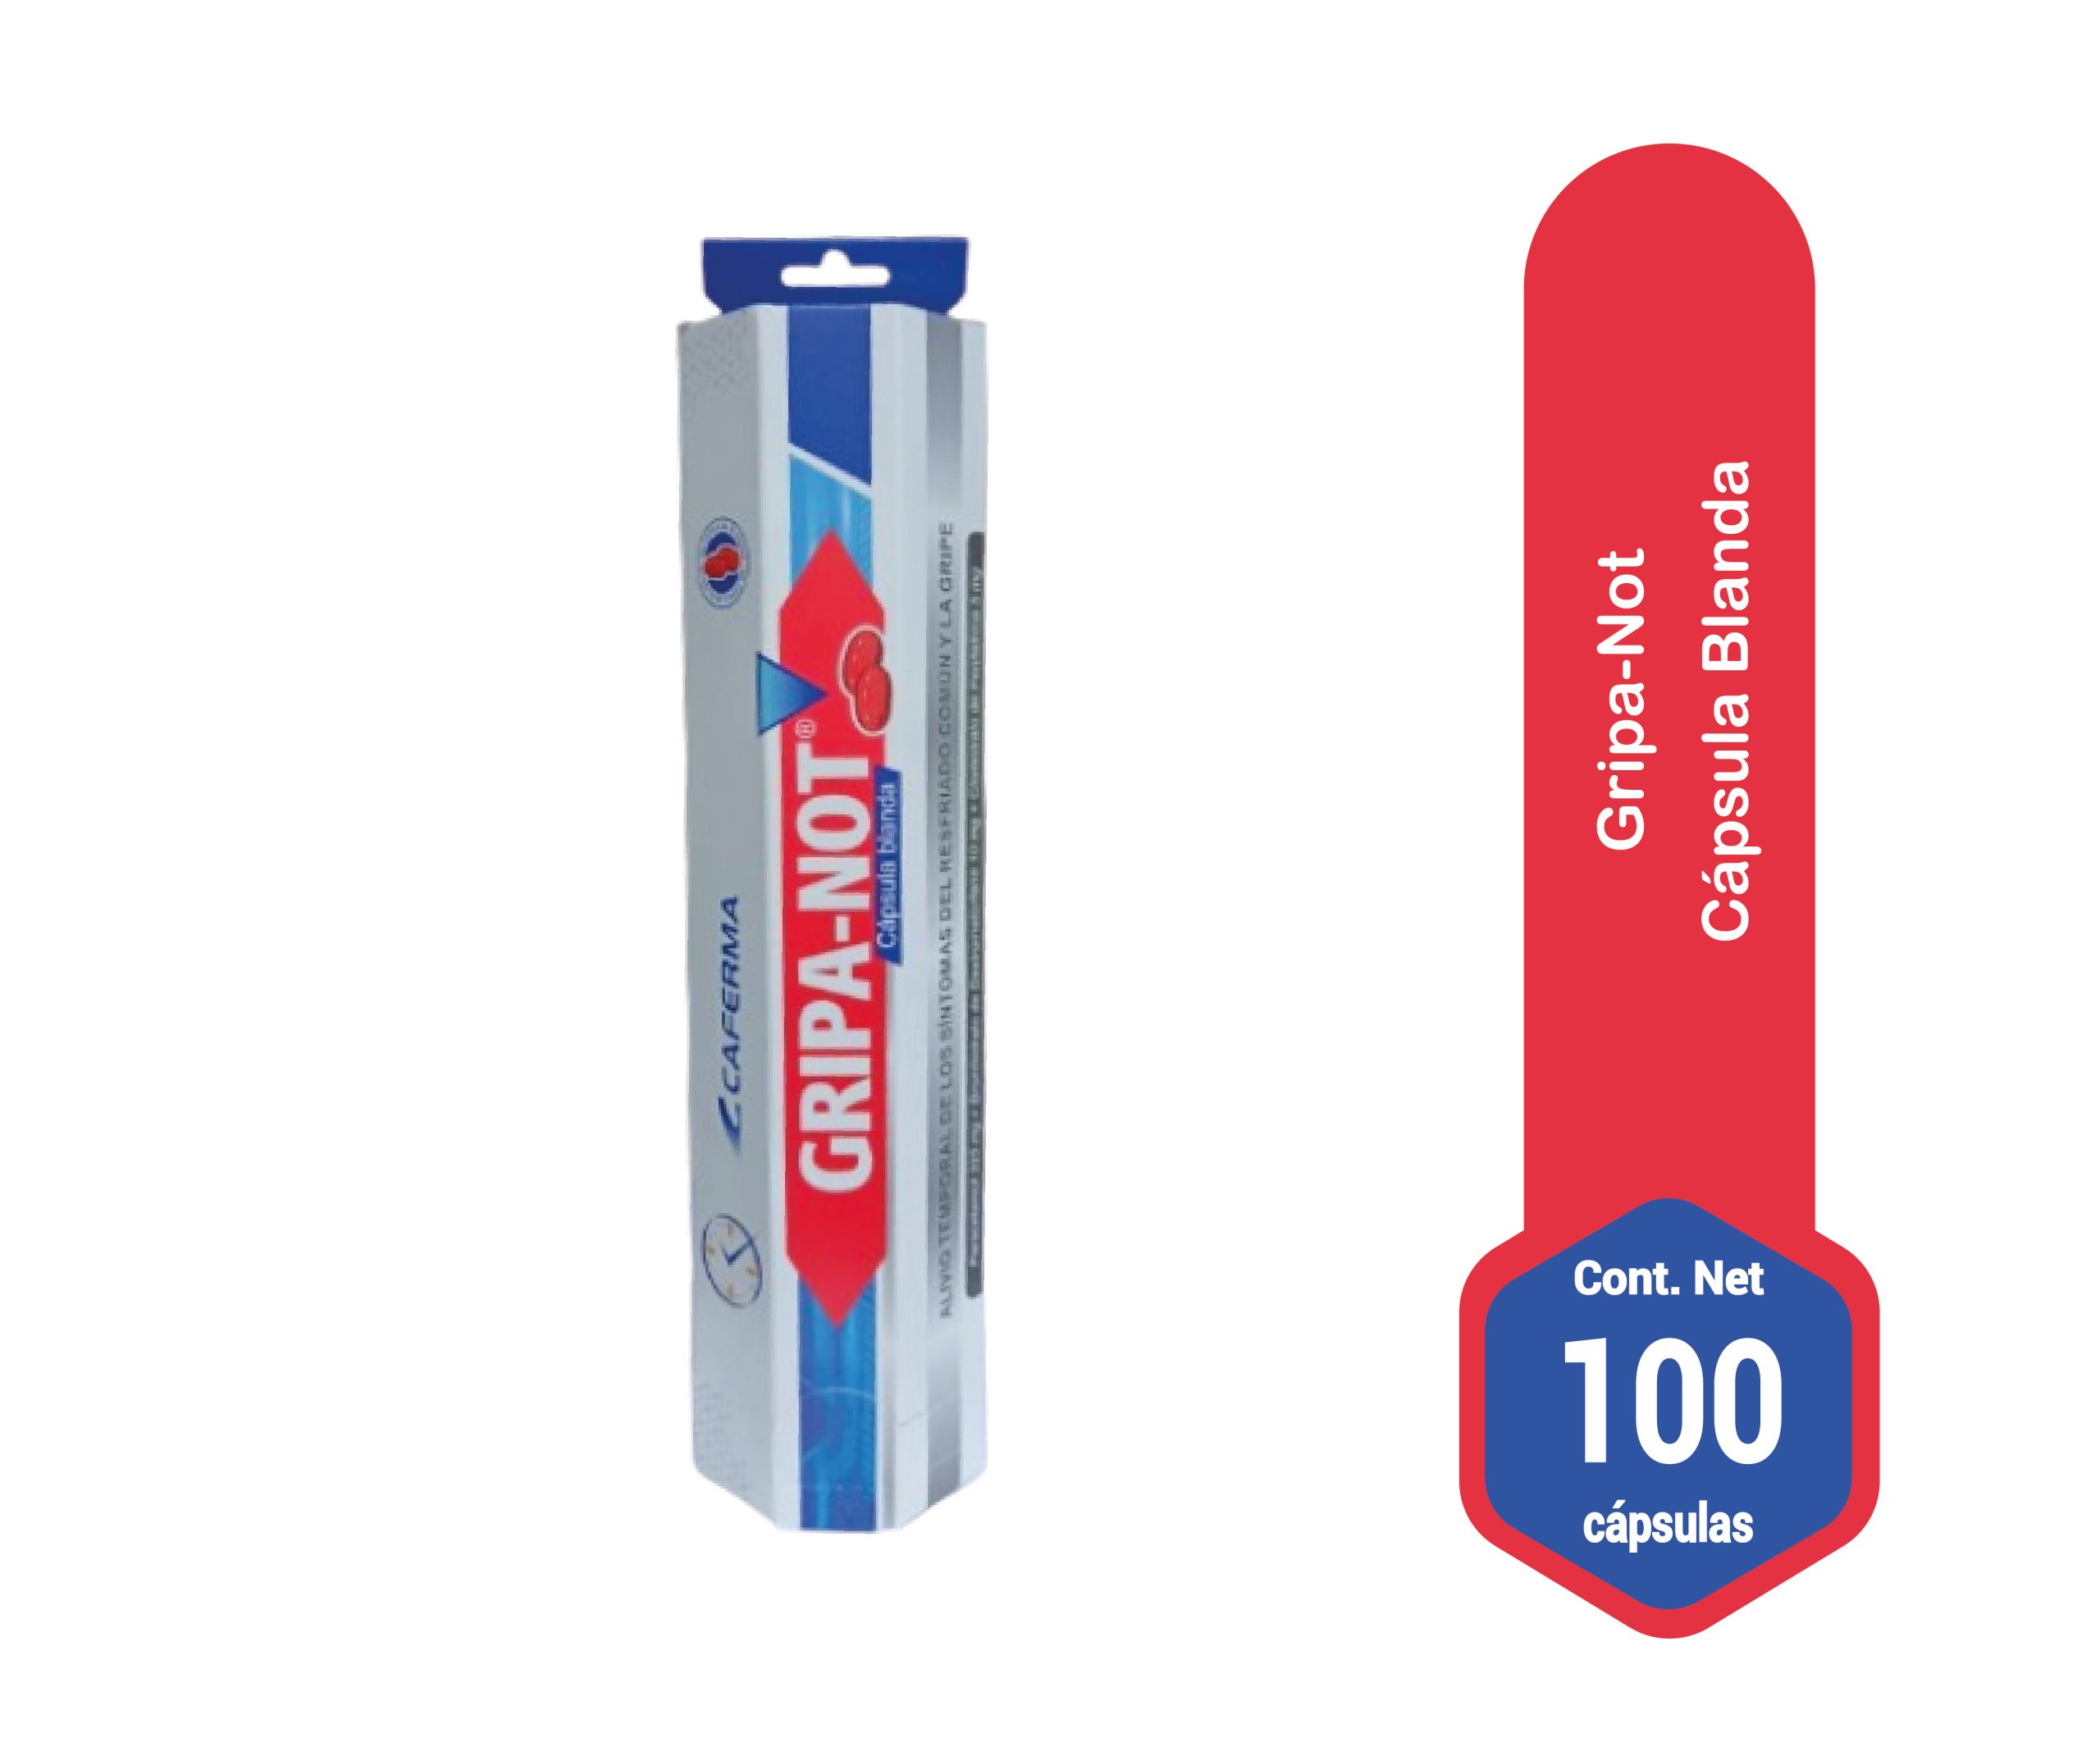 CAFERMA
GRIPA-NOT®
Cápsula blanda
ALIVIO TEMPORAL DE LOS SÍNTOMAS DEL RESFRIADO COMÚN Y LA GRIPE
Gripa-Not
Cápsula Blanda
Cont. Net
100
cápsulas